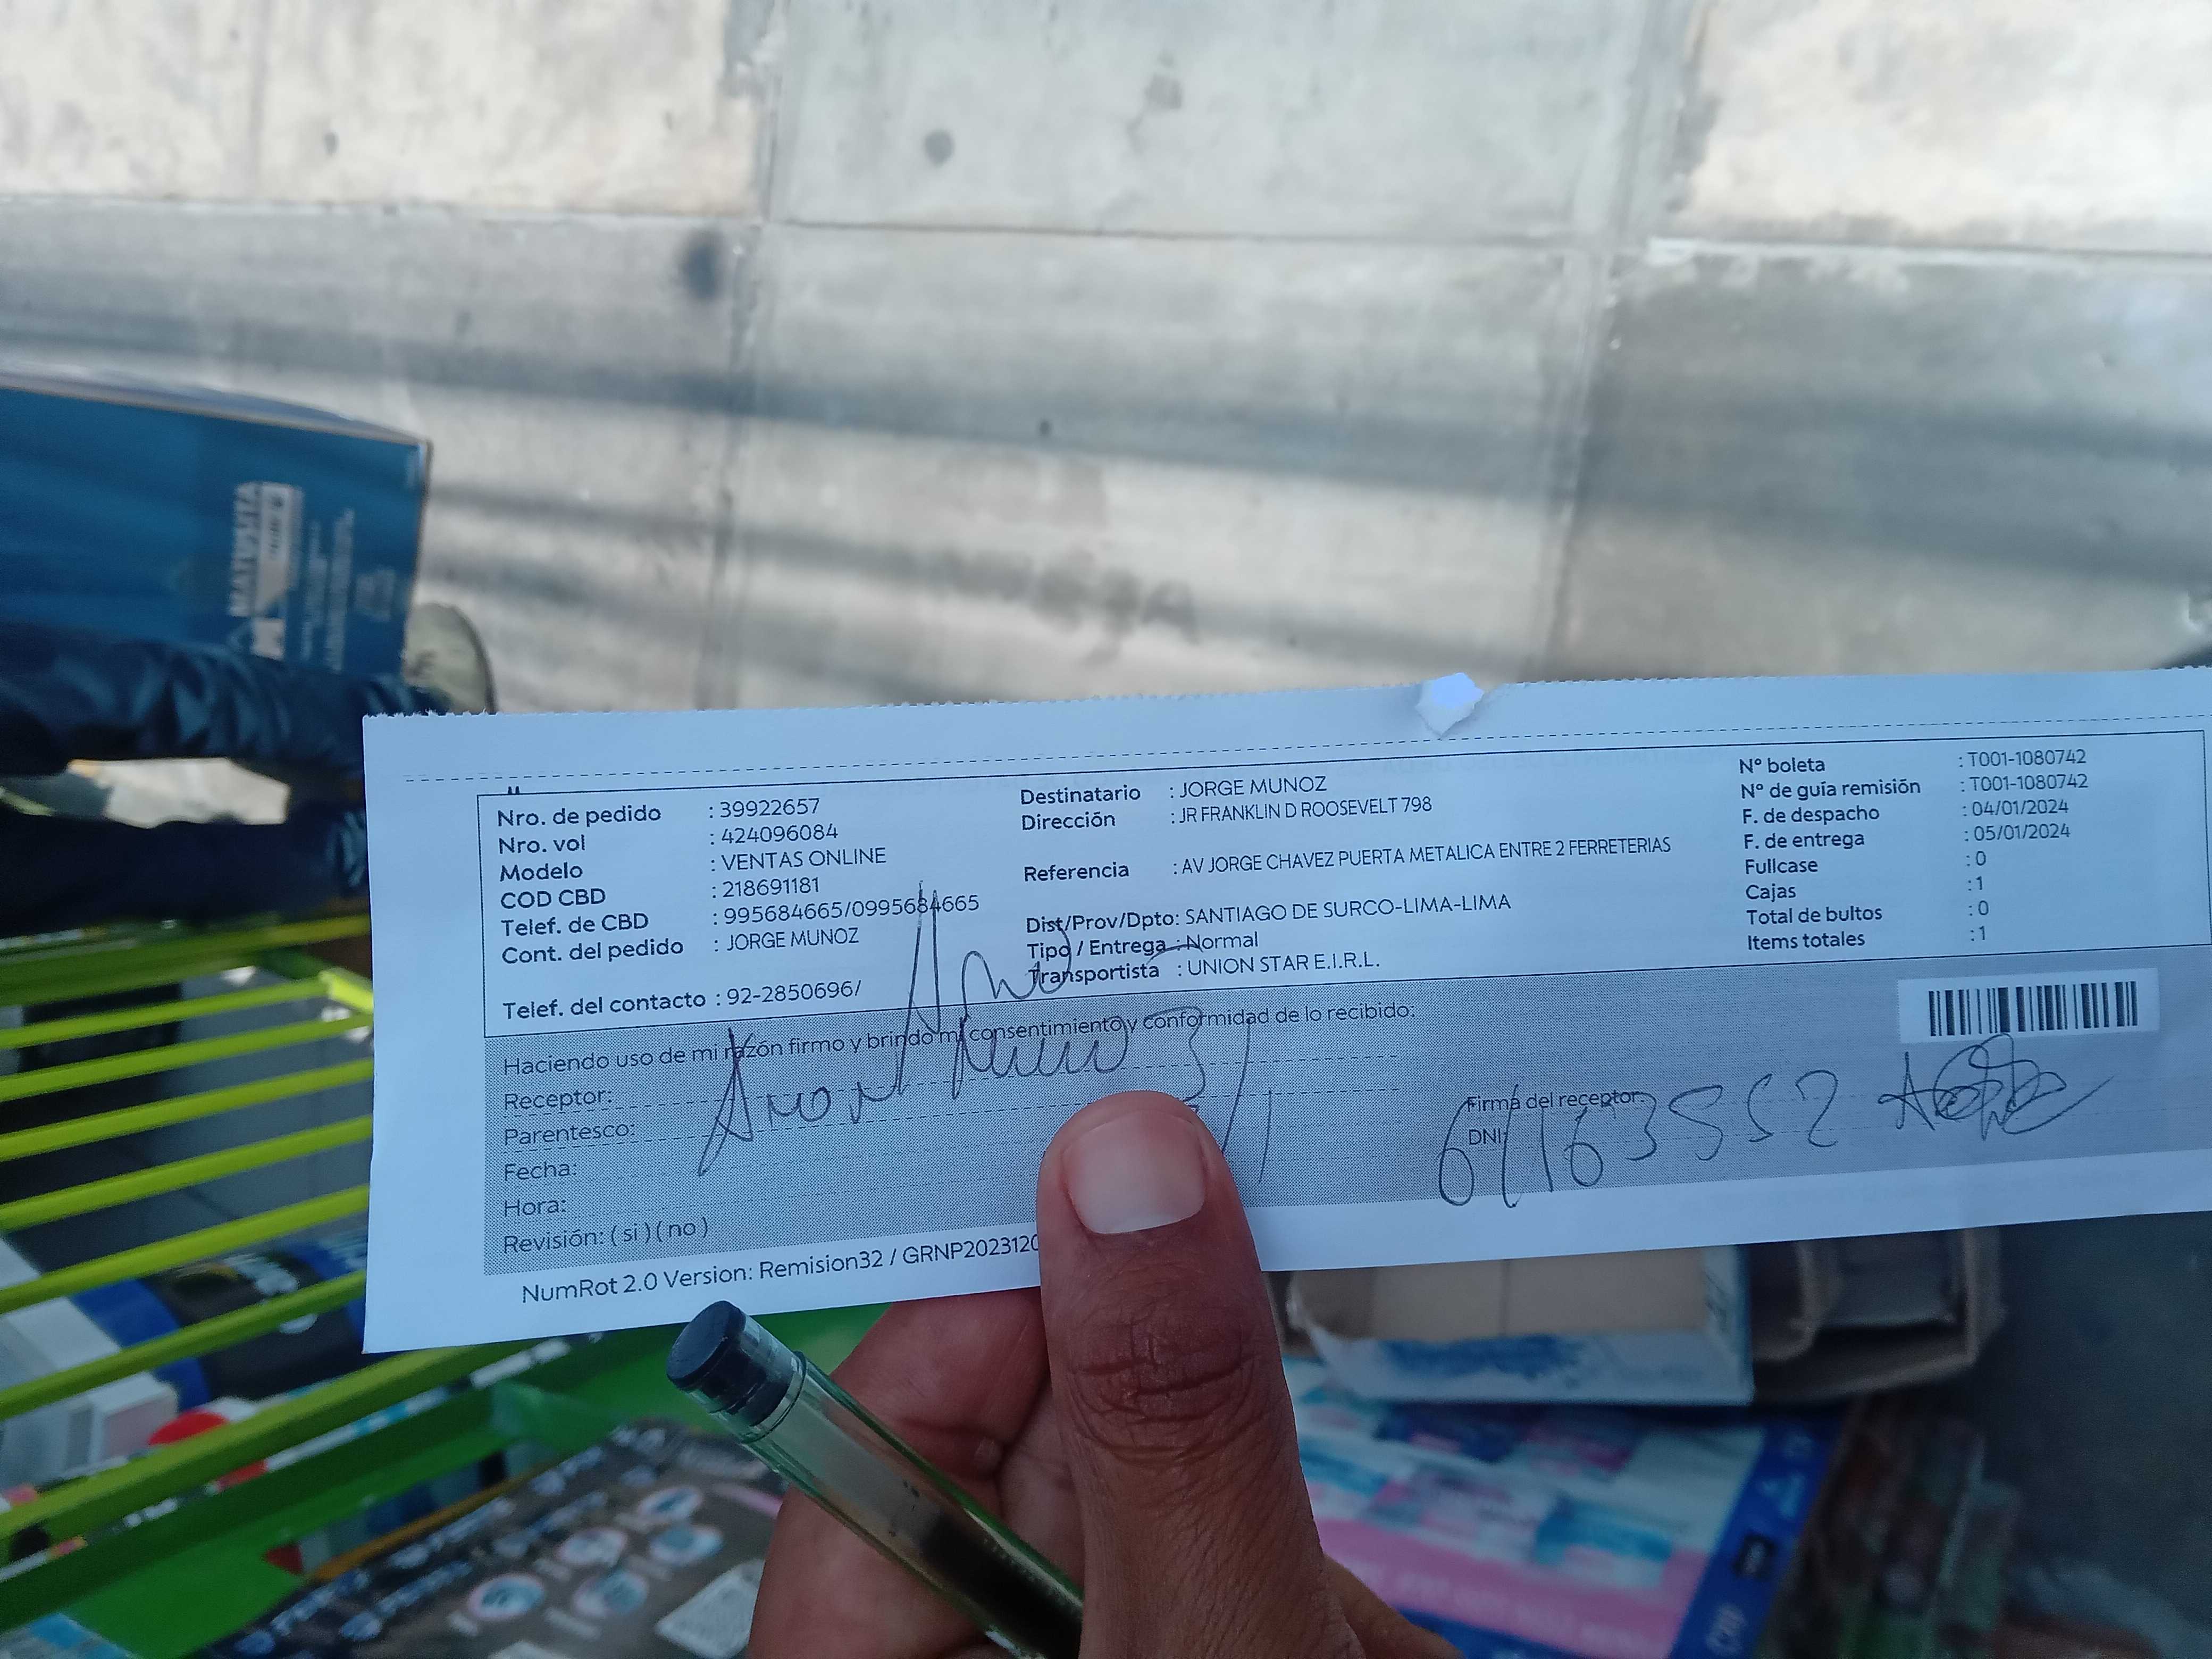 Nro. de pedido : 39922657
Nro. vol : 424096084
Modelo : VENTAS ONLINE
COD CBD : 218691181
Telef. de CBD : 995684665/0995684665
Cont. del pedido : JORGE MUNOZ
Telef. del contacto : 92-2850696/
Destinatario : JORGE MUNOZ
Dirección : JR FRANKLIN D ROOSEVELT 798
Referencia : AV JORGE CHAVEZ PUERTA METALICA ENTRE 2 FERRETERIAS
Dist/Prov/Dpto: SANTIAGO DE SURCO-LIMA-LIMA
Tipo / Entrega : Normal
Transportista : UNION STAR E.I.R.L.
Nº boleta : T001-1080742
Nº de guía remisión : T001-1080742
F. de despacho : 04/01/2024
F. de entrega : 05/01/2024
Fullcase : 0
Cajas : 1
Total de bultos : 0
Items totales : 1
Haciendo uso de mi razón firmo y brindo mi consentimiento y conformidad de lo recibido:
Receptor:
Parentesco:
Fecha:
Hora:
Revisión: ( si ) ( no )
Firma del receptor:
DNI:
NumRot 2.0 Version: Remision32 / GRNP2023120
MATUSITA